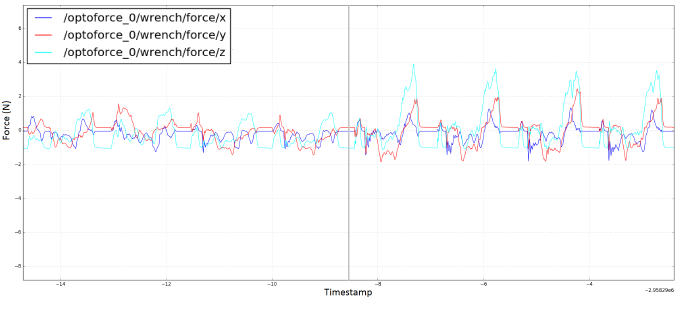 /optoforce_0/wrench/force/x
/optoforce_0/wrench/force/y
/optoforce_0/wrench/force/z
Force (N)
6
4
2
0
−2
−4
−6
−8
−14
−12
−10
−8
−6
−4
Timestamp
-2.95829e6